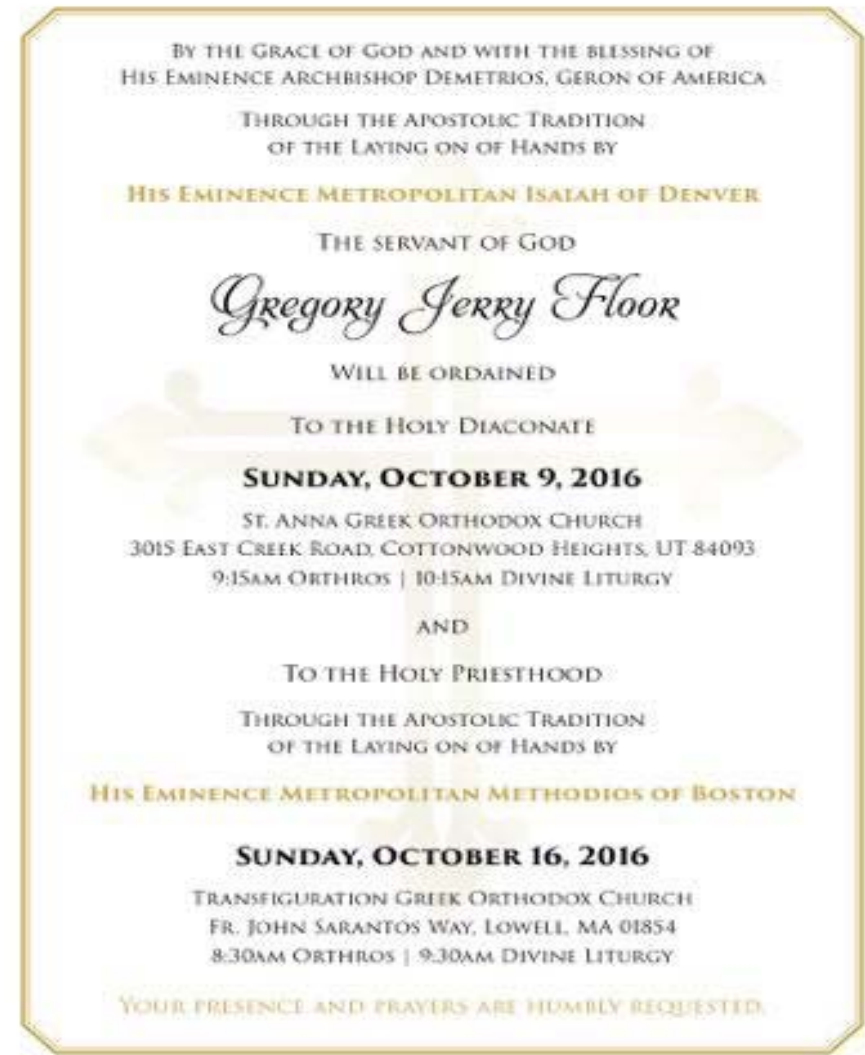 By the Grace of God and with the blessing of
His Eminence Archbishop Demetrios, Geron of America
Through the Apostolic Tradition
of the Laying on of Hands by
His Eminence Metropolitan Isaiah of Denver
The servant of God
Gregory Jerry Floor
Will be ordained
To the Holy Diaconate
Sunday, October 9, 2016
St. Anna Greek Orthodox Church
3015 East Creek Road, Cottonwood Heights, UT 84093
9:15am Orthros | 10:15am Divine Liturgy
and
To the Holy Priesthood
Through the Apostolic Tradition
of the Laying on of Hands by
His Eminence Metropolitan Methodios of Boston
Sunday, October 16, 2016
Transfiguration Greek Orthodox Church
Fr. John Sarantos Way, Lowell, MA 01854
8:30am Orthros | 9:30am Divine Liturgy
Your presence and prayers are humbly requested.